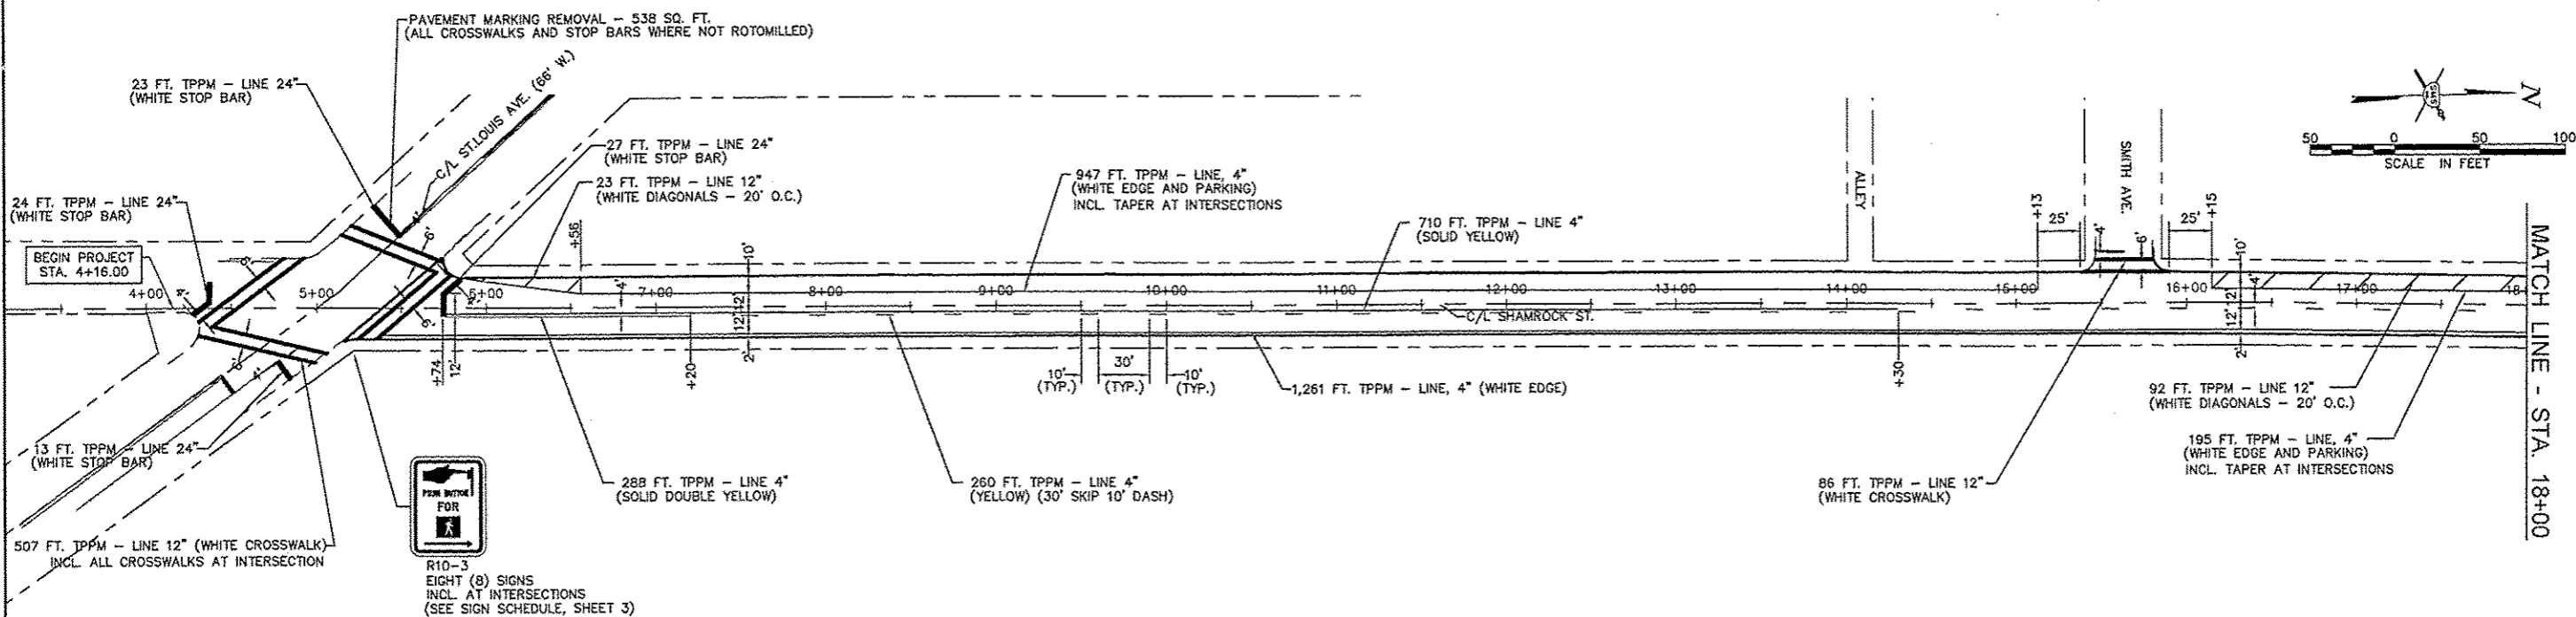 PAVEMENT MARKING REMOVAL – 538 SQ. FT.
(ALL CROSSWALKS AND STOP BARS WHERE NOT ROTOMILLED)
23 FT. TPPM – LINE 24"
(WHITE STOP BAR)
C/L ST.LOUIS AVE. (66' W.)
27 FT. TPPM – LINE 24"
(WHITE STOP BAR)
23 FT. TPPM – LINE 12"
(WHITE DIAGONALS – 20' O.C.)
24 FT. TPPM – LINE 24"
(WHITE STOP BAR)
BEGIN PROJECT
STA. 4+16.00
947 FT. TPPM – LINE, 4"
(WHITE EDGE AND PARKING)
INCL. TAPER AT INTERSECTIONS
710 FT. TPPM – LINE 4"
(SOLID YELLOW)
ALLEY
SMITH AVE.
N
50 0 50 100
SCALE IN FEET
+13
25'
25'
+15
4'
6'
10'
4'
12'
12'
2'
+56
10'
4'
12'
12'
2'
4'
6'
6'
4+00
5+00
6+00
7+00
8+00
9+00
10+00
11+00
12+00
13+00
14+00
15+00
16+00
17+00
C/L SHAMROCK ST.
+74
12'
+20
+30
10'
(TYP.)
30'
(TYP.)
10'
(TYP.)
1,261 FT. TPPM – LINE, 4" (WHITE EDGE)
13 FT. TPPM – LINE 24"
(WHITE STOP BAR)
288 FT. TPPM – LINE 4"
(SOLID DOUBLE YELLOW)
260 FT. TPPM – LINE 4"
(YELLOW) (30' SKIP 10' DASH)
86 FT. TPPM – LINE 12"
(WHITE CROSSWALK)
92 FT. TPPM – LINE 12"
(WHITE DIAGONALS – 20' O.C.)
195 FT. TPPM – LINE, 4"
(WHITE EDGE AND PARKING)
INCL. TAPER AT INTERSECTIONS
507 FT. TPPM – LINE 12" (WHITE CROSSWALK)
INCL. ALL CROSSWALKS AT INTERSECTION
PUSH BUTTON
FOR
R10-3
EIGHT (8) SIGNS
INCL. AT INTERSECTIONS
(SEE SIGN SCHEDULE, SHEET 3)
MATCH LINE - STA. 18+00